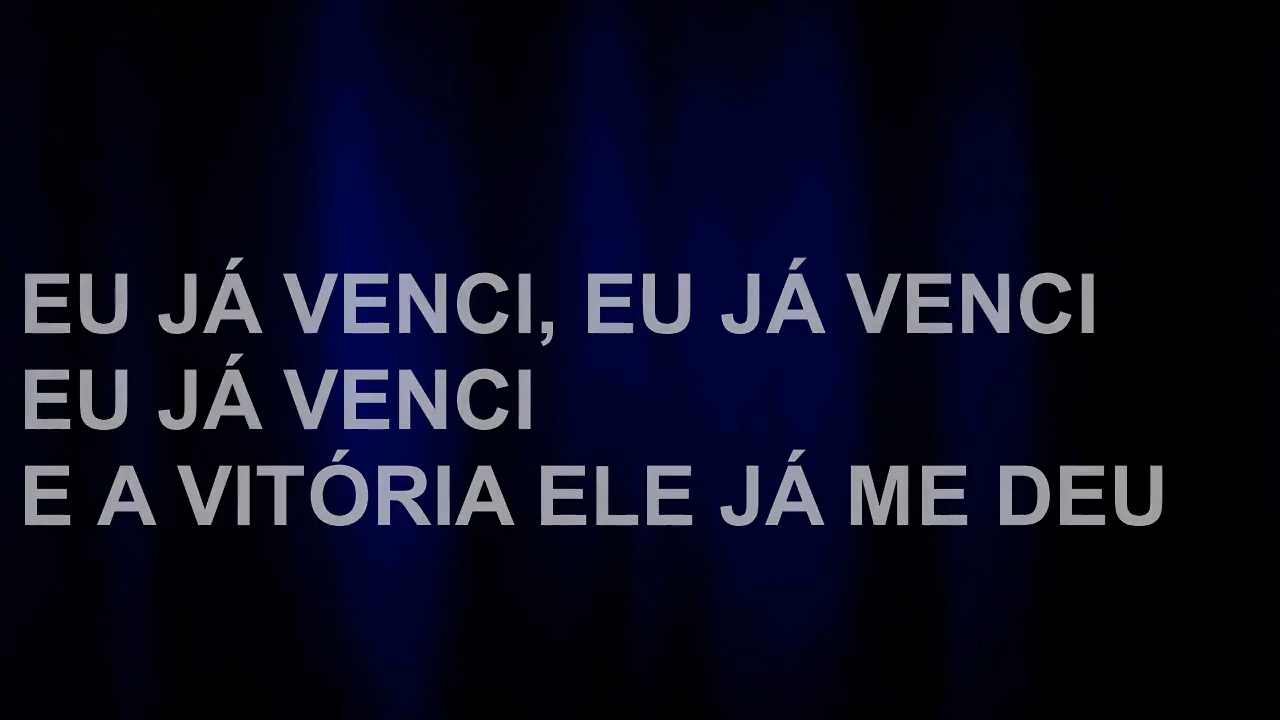 EU JÁ VENCI, EU JÁ VENCI
EU JÁ VENCI
E A VITÓRIA ELE JÁ ME DEU